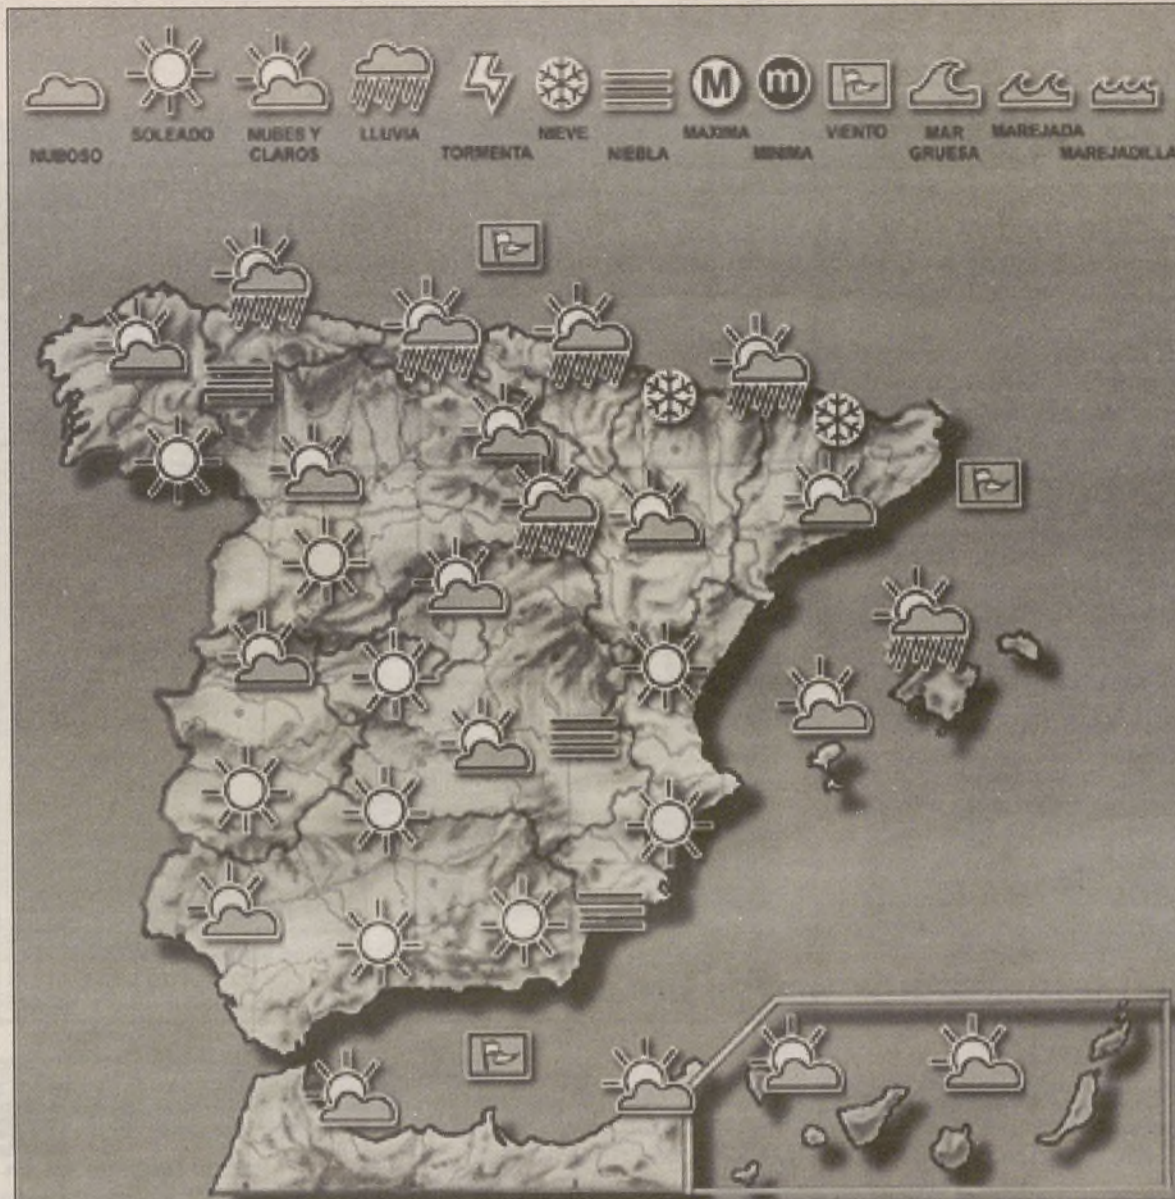 NUBOSO
SOLEADO
NUBES Y
CLAROS
LLUVIA
TORMENTA
NIEVE
NIEBLA
M
MAXIMA
m
MINIMA
VIENTO
MAR
GRUESA
MAREJADA
MAREJADILLA